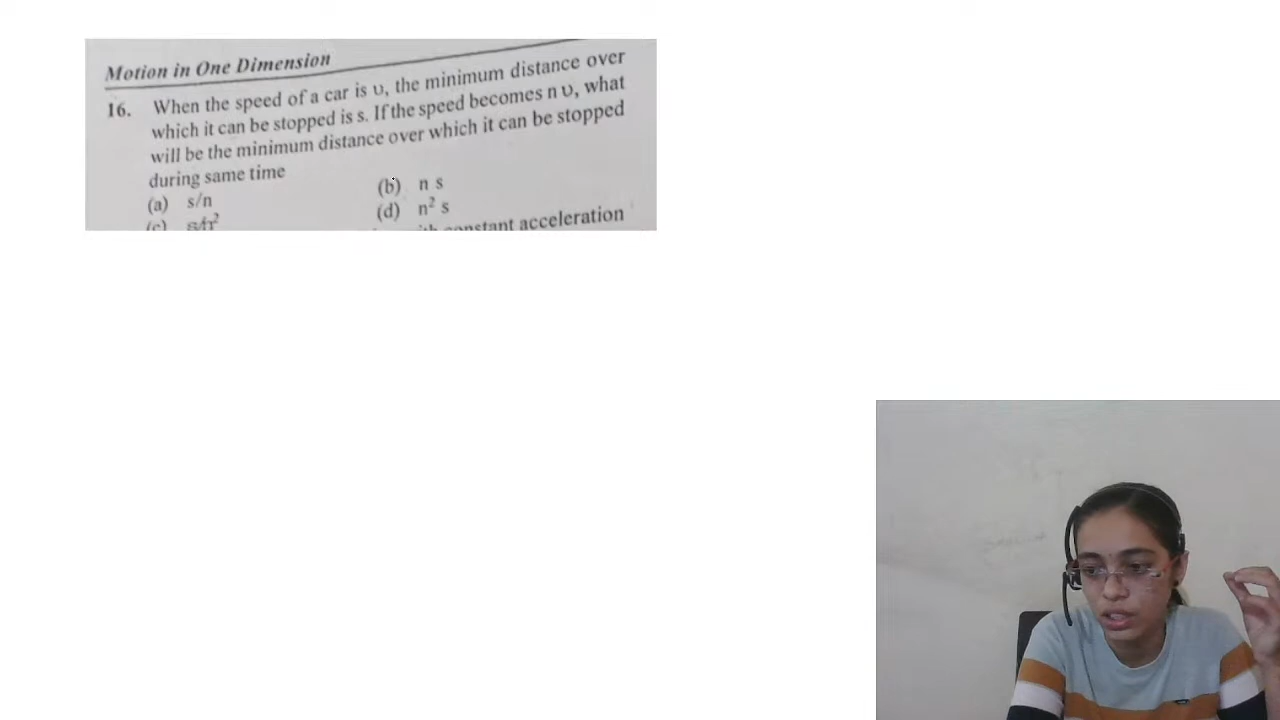 Motion in One Dimension
16. When the speed of a car is υ, the minimum distance over
which it can be stopped is s. If the speed becomes n υ, what
will be the minimum distance over which it can be stopped
during same time
(a) s/n (b) n s
(c) s/n² (d) n² s
constant acceleration